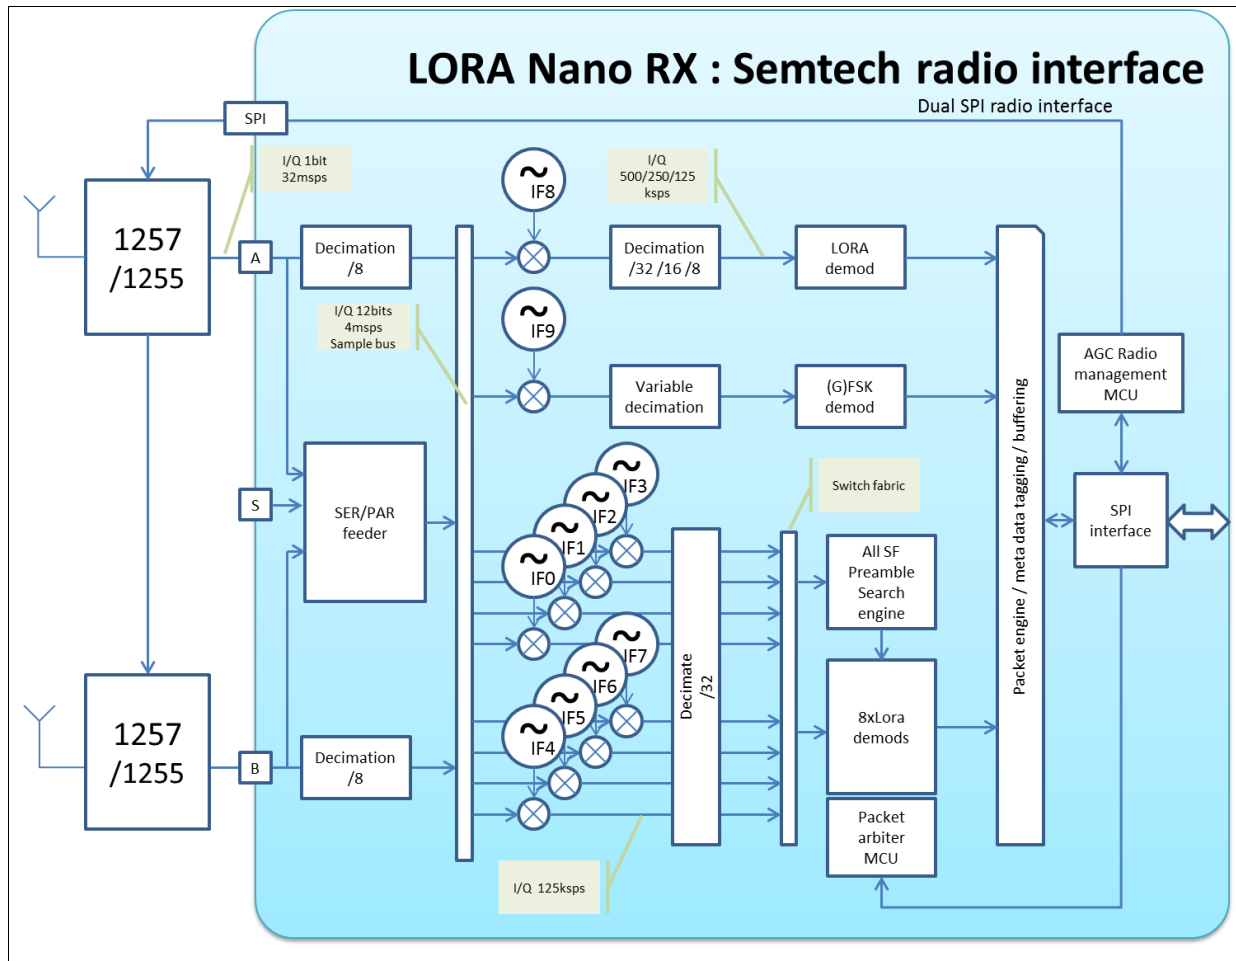 LORA Nano RX : Semtech radio interface
Dual SPI radio interface
SPI
I/Q 1bit
32msps
~
IF8
I/Q
500/250/125
ksps
1257
/1255
A
Decimation
/8
Decimation
/32 /16 /8
LORA
demod
I/Q 12bits
4msps
Sample bus
~
IF9
Variable
decimation
(G)FSK
demod
AGC Radio
management
MCU
Packet engine / meta data tagging / buffering
SER/PAR
feeder
S
~
IF3
~
IF2
~
IF1
~
IF0
Switch fabric
All SF
Preamble
Search
engine
SPI
interface
~
IF7
~
IF6
~
IF5
~
IF4
Decimate
/32
8xLora
demods
1257
/1255
B
Decimation
/8
Packet
arbiter
MCU
I/Q 125ksps